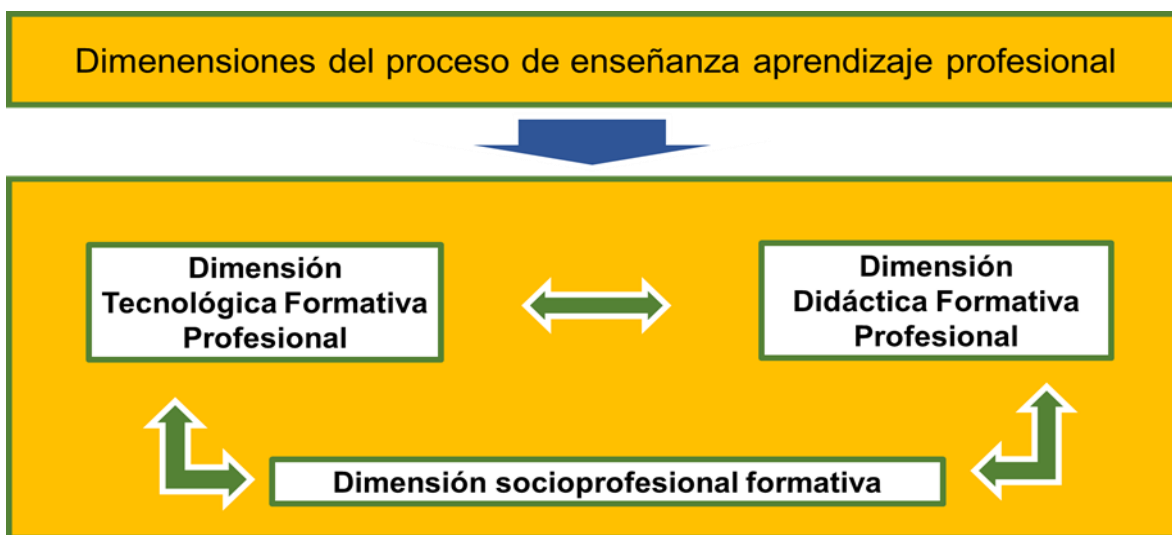 Dimenensiones del proceso de enseñanza aprendizaje profesional
Dimensión
Tecnológica Formativa
Profesional
Dimensión
Didáctica Formativa
Profesional
Dimensión socioprofesional formativa